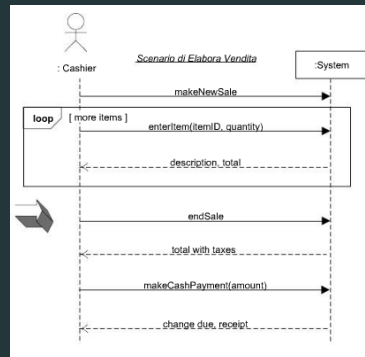 Scenario di Elabora Vendita
: Cashier
:System
makeNewSale
loop
[ more items ]
enterItem(itemID, quantity)
description, total
endSale
total with taxes
makeCashPayment(amount)
change due, receipt